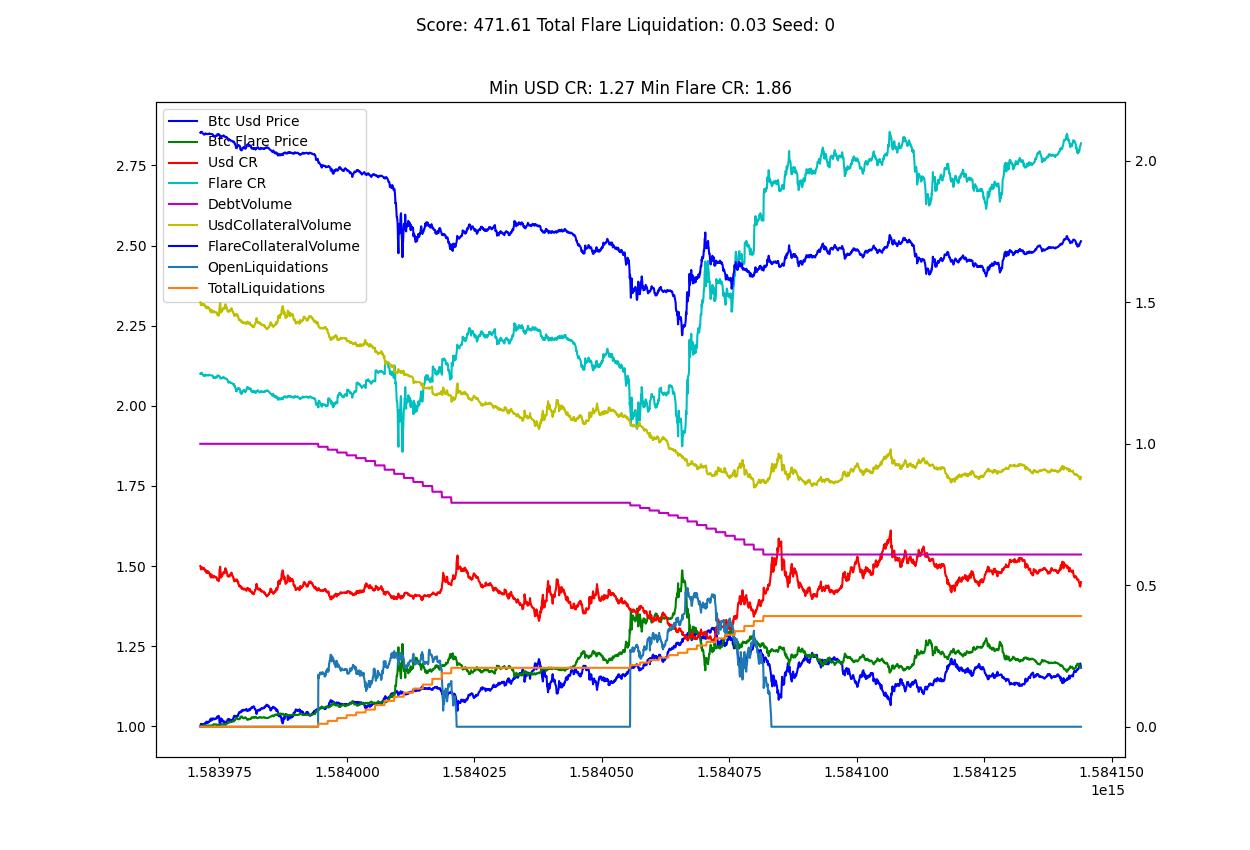 Score: 471.61 Total Flare Liquidation: 0.03 Seed: 0
Min USD CR: 1.27 Min Flare CR: 1.86
Btc Usd Price
Btc Flare Price
Usd CR
Flare CR
DebtVolume
UsdCollateralVolume
FlareCollateralVolume
OpenLiquidations
TotalLiquidations
2.75
2.50
2.25
2.00
1.75
1.50
1.25
1.00
2.0
1.5
1.0
0.5
0.0
1.583975 1.584000 1.584025 1.584050 1.584075 1.584100 1.584125 1.584150
1e15